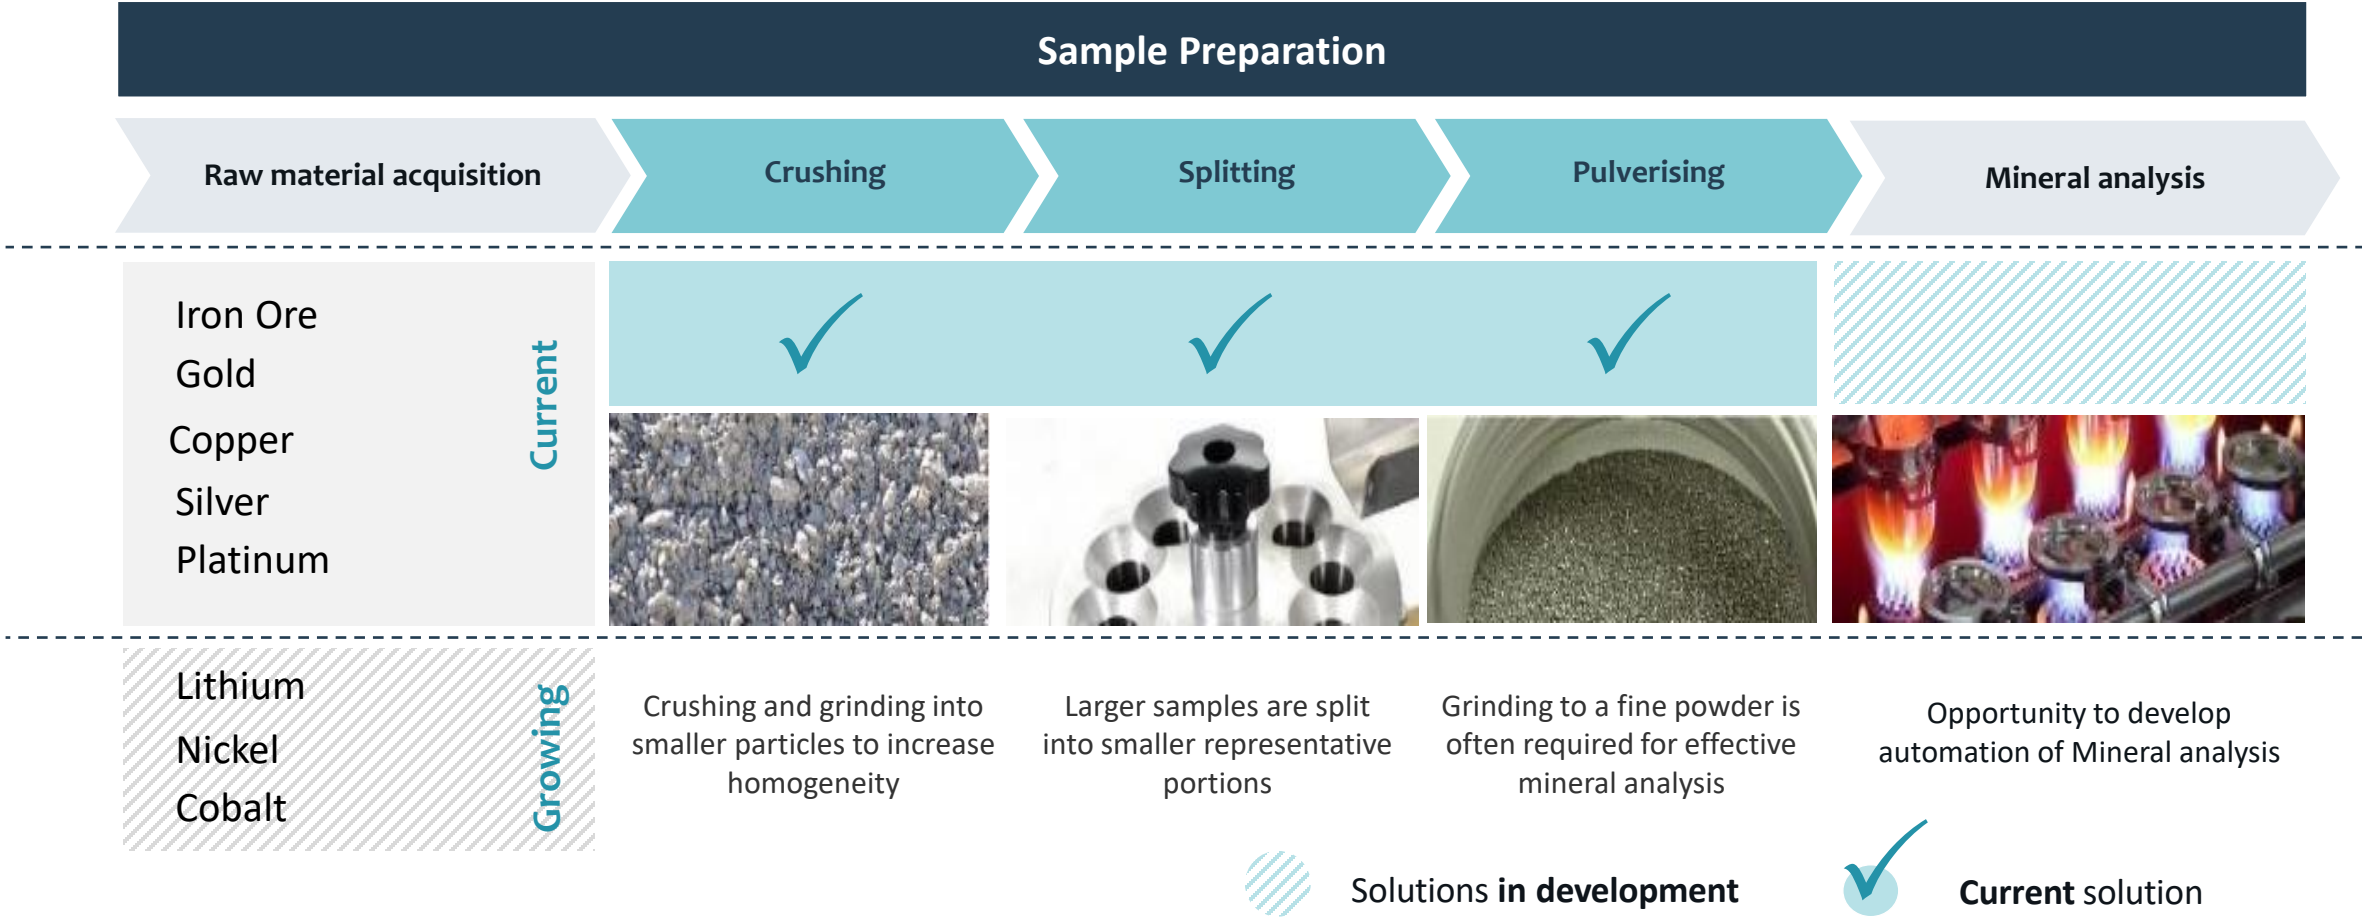 Sample Preparation
Raw material acquisition
Crushing
Splitting
Pulverising
Mineral analysis
Iron Ore
Gold
Copper
Silver
Platinum
Current
Lithium
Nickel
Cobalt
Growing
Crushing and grinding into
smaller particles to increase
homogeneity
Larger samples are split
into smaller representative
portions
Grinding to a fine powder is
often required for effective
mineral analysis
Opportunity to develop
automation of Mineral analysis
Solutions in development
Current solution